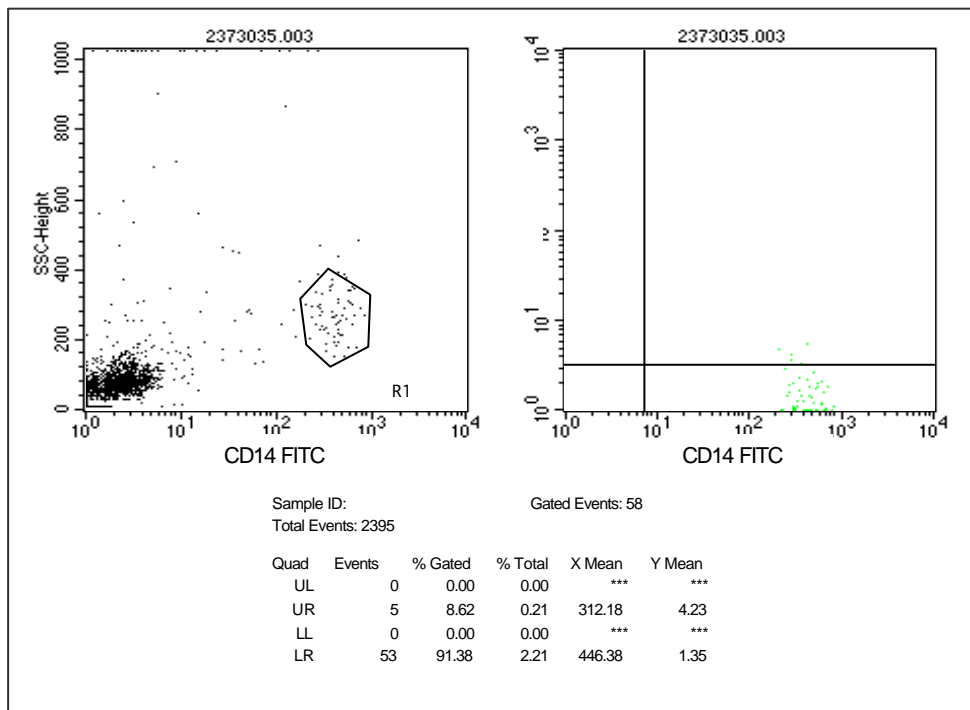 2373035.003
1000
800
600
400
200
0
SSC-Height
R1
10^0 10^1 10^2 10^3 10^4
CD14 FITC
2373035.003
10^4
10^3
10^1
10^0
10^0 10^1 10^2 10^3 10^4
CD14 FITC
Sample ID: Gated Events: 58
Total Events: 2395
Quad Events % Gated % Total X Mean Y Mean
UL 0 0.00 0.00 *** ***
UR 5 8.62 0.21 312.18 4.23
LL 0 0.00 0.00 *** ***
LR 53 91.38 2.21 446.38 1.35